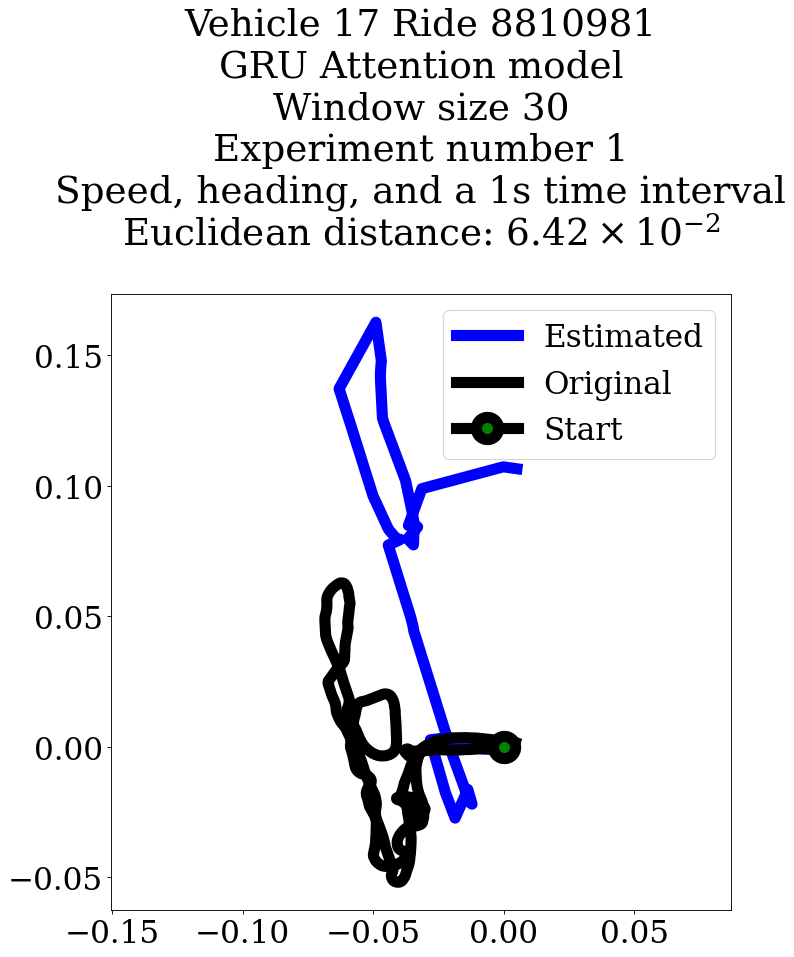 Vehicle 17 Ride 8810981
GRU Attention model
Window size 30
Experiment number 1
Speed, heading, and a 1s time interval
Euclidean distance: 6.42 × 10⁻²
Estimated
Original
Start
0.15
0.10
0.05
0.00
−0.05
−0.15
−0.10
−0.05
0.00
0.05